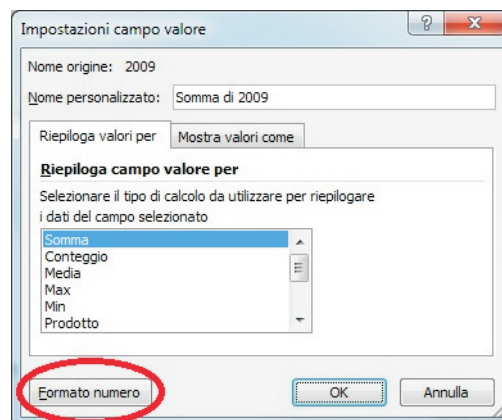 Impostazioni campo valore
Nome origine: 2009
Nome personalizzato: Somma di 2009
Riepiloga valori per Mostra valori come
Riepiloga campo valore per
Selezionare il tipo di calcolo da utilizzare per riepilogare
i dati del campo selezionato
Somma
Conteggio
Media
Max
Min
Prodotto
Formato numero OK Annulla